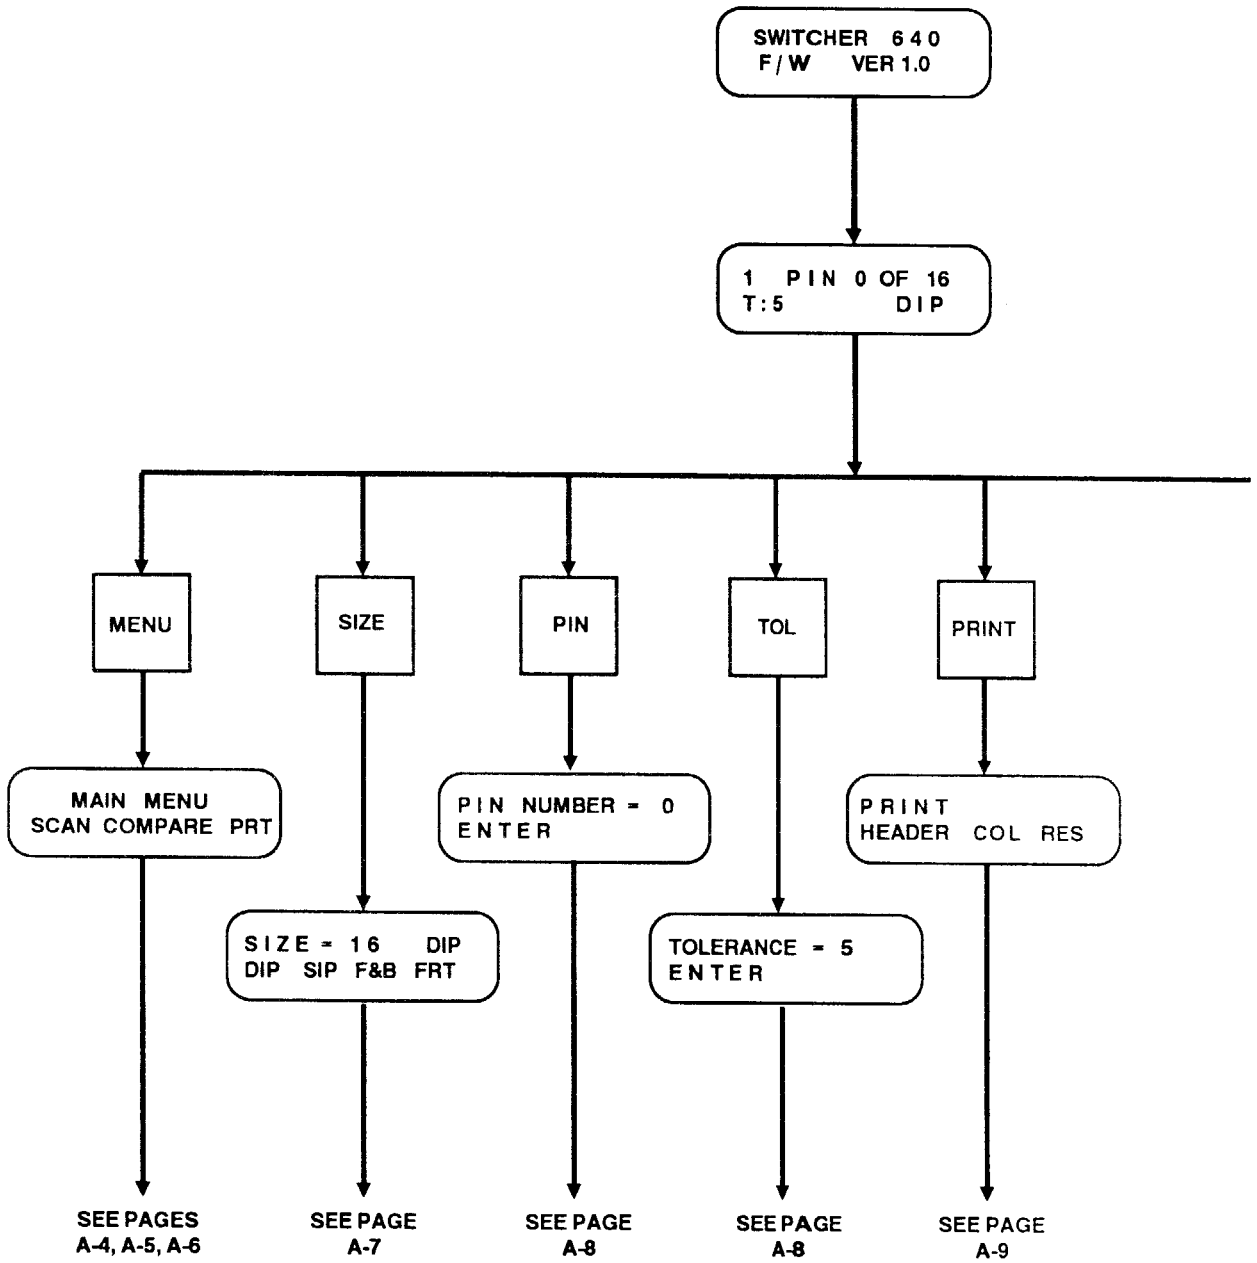 SWITCHER 640
F/W VER 1.0
1 PIN 0 OF 16
T:5 DIP
MENU
SIZE
PIN
TOL
PRINT
MAIN MENU
SCAN COMPARE PRT
PIN NUMBER = 0
ENTER
PRINT
HEADER COL RES
SIZE = 16 DIP
DIP SIP F&B FRT
TOLERANCE = 5
ENTER
SEE PAGES
A-4, A-5, A-6
SEE PAGE
A-7
SEE PAGE
A-8
SEE PAGE
A-8
SEE PAGE
A-9